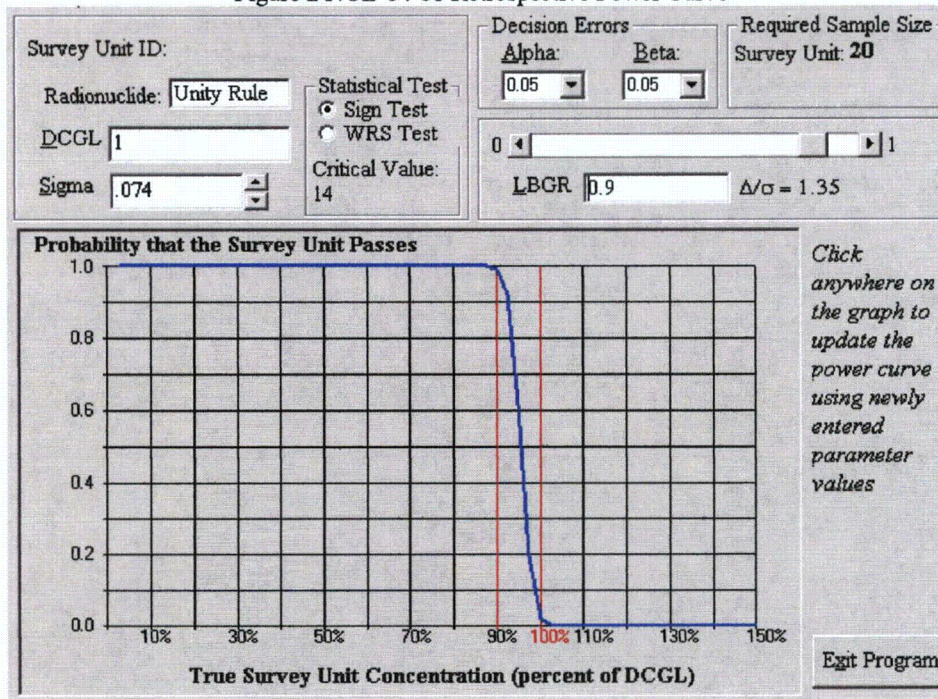 Survey Unit ID:
Radionuclide: Unity Rule
DCGL 1
Sigma .074
Statistical Test
Sign Test
WRS Test
Critical Value:
14
Decision Errors
Alpha: Beta:
0.05 0.05
Required Sample Size
Survey Unit: 20
0 1
LBGR 0.9 Δ/σ = 1.35
Probability that the Survey Unit Passes
1.0
0.8
0.6
0.4
0.2
0.0
10% 30% 50% 70% 90% 100% 110% 130% 150%
True Survey Unit Concentration (percent of DCGL)
Click
anywhere on
the graph to
update the
power curve
using newly
entered
parameter
values
Exit Program